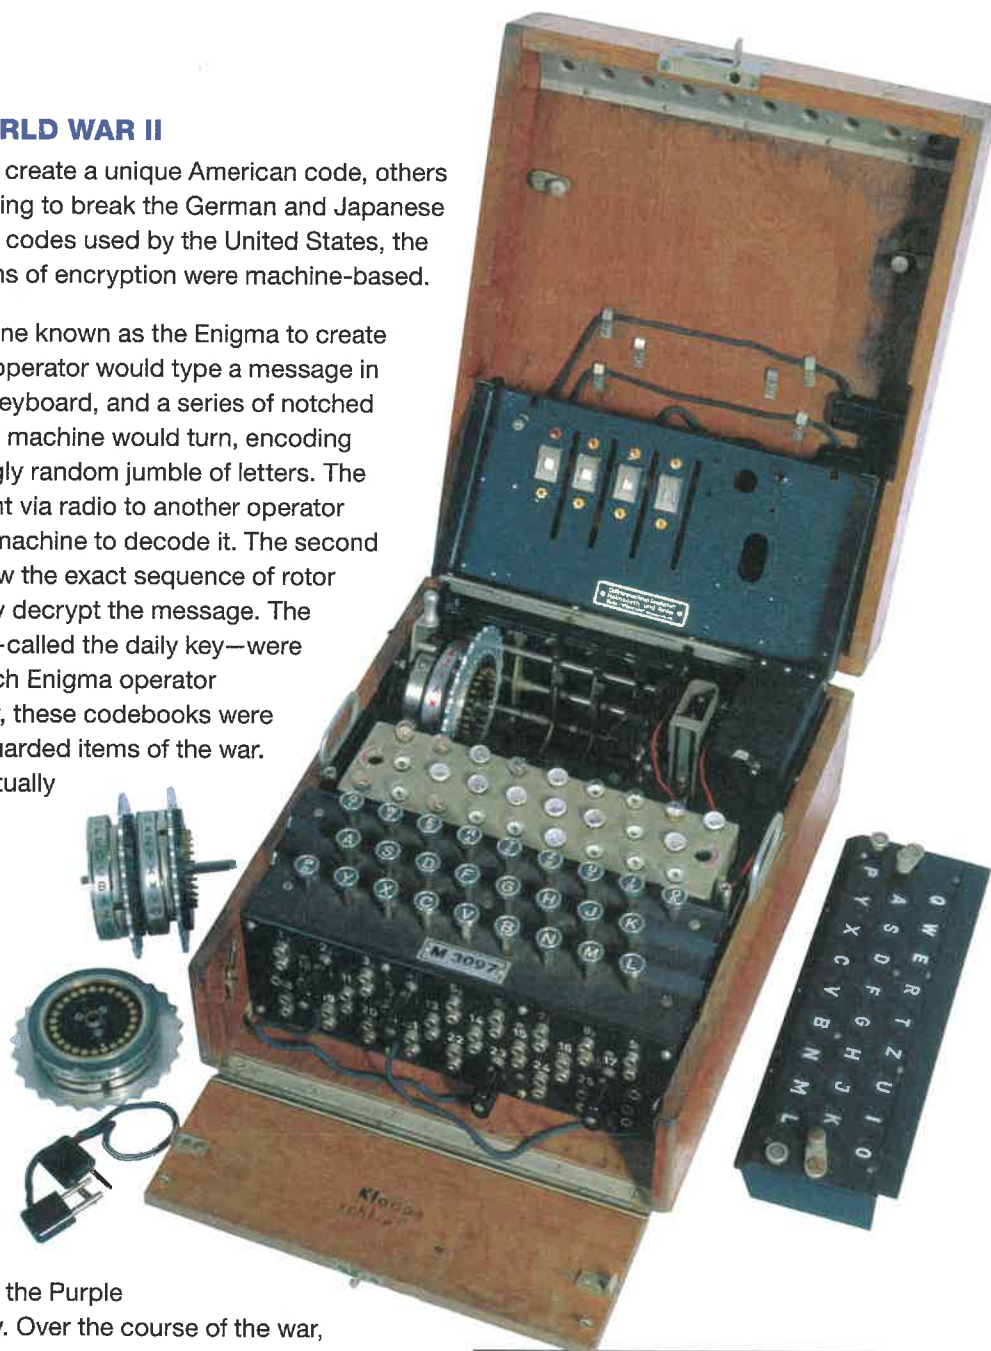 RLD WAR II
create a unique American code, others
ing to break the German and Japanese
codes used by the United States, the
ns of encryption were machine-based.
ne known as the Enigma to create
operator would type a message in
eyboard, and a series of notched
machine would turn, encoding
gly random jumble of letters. The
nt via radio to another operator
machine to decode it. The second
w the exact sequence of rotor
y decrypt the message. The
-called the daily key—were
ch Enigma operator
, these codebooks were
uarded items of the war.
tually
the Purple
y. Over the course of the war,
A S D F G H J K
P Y X C V B N M L
M 3097
Klappe
schließt
Q W E R T Z U I O
A S D F G H J K
P Y X C V B N M L